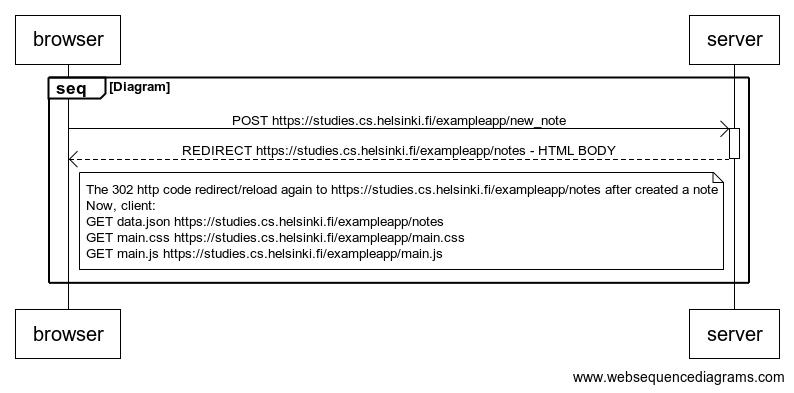 browser server
seq [Diagram]
POST https://studies.cs.helsinki.fi/exampleapp/new_note
REDIRECT https://studies.cs.helsinki.fi/exampleapp/notes - HTML BODY
The 302 http code redirect/reload again to https://studies.cs.helsinki.fi/exampleapp/notes after created a note
Now, client:
GET data.json https://studies.cs.helsinki.fi/exampleapp/notes
GET main.css https://studies.cs.helsinki.fi/exampleapp/main.css
GET main.js https://studies.cs.helsinki.fi/exampleapp/main.js
browser server
www.websequencediagrams.com